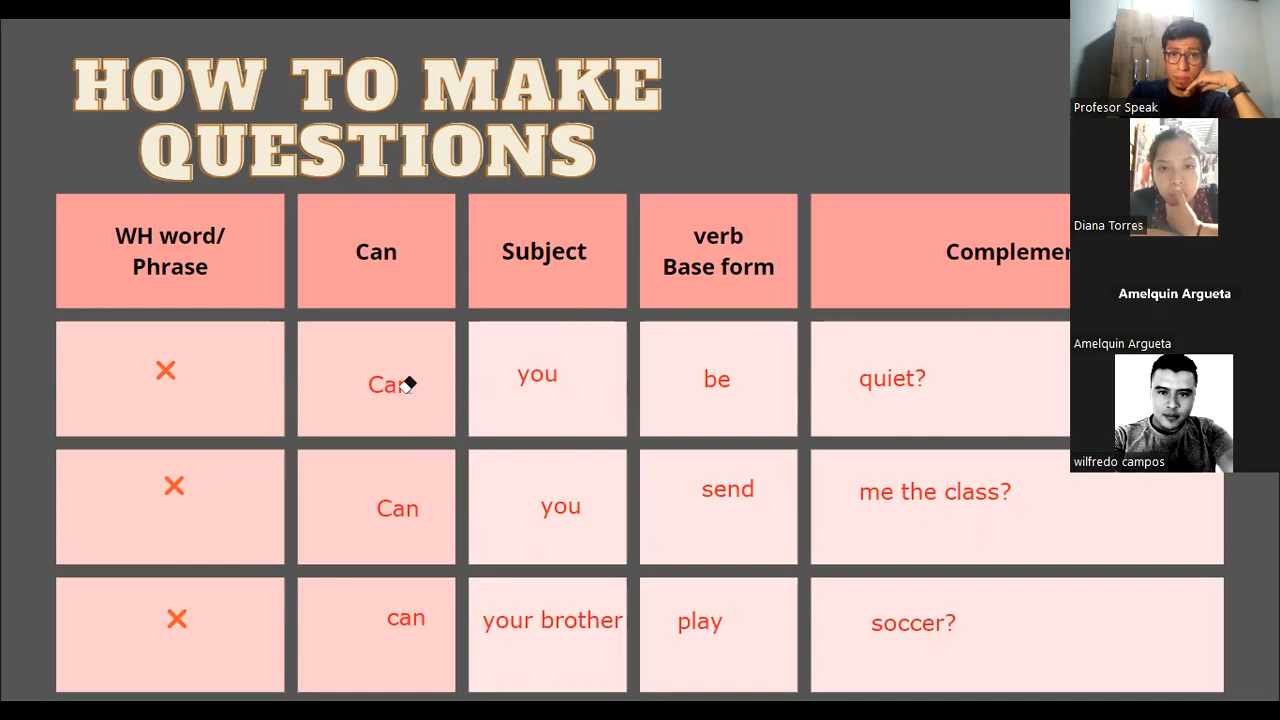 HOW TO MAKE
QUESTIONS
WH word/
Phrase
Can
Subject
verb
Base form
Complemen
× Can you be quiet?
× Can you send me the class?
× can your brother play soccer?
Profesor Speak
Diana Torres
Amelquin Argueta
Amelquin Argueta
wilfredo campos